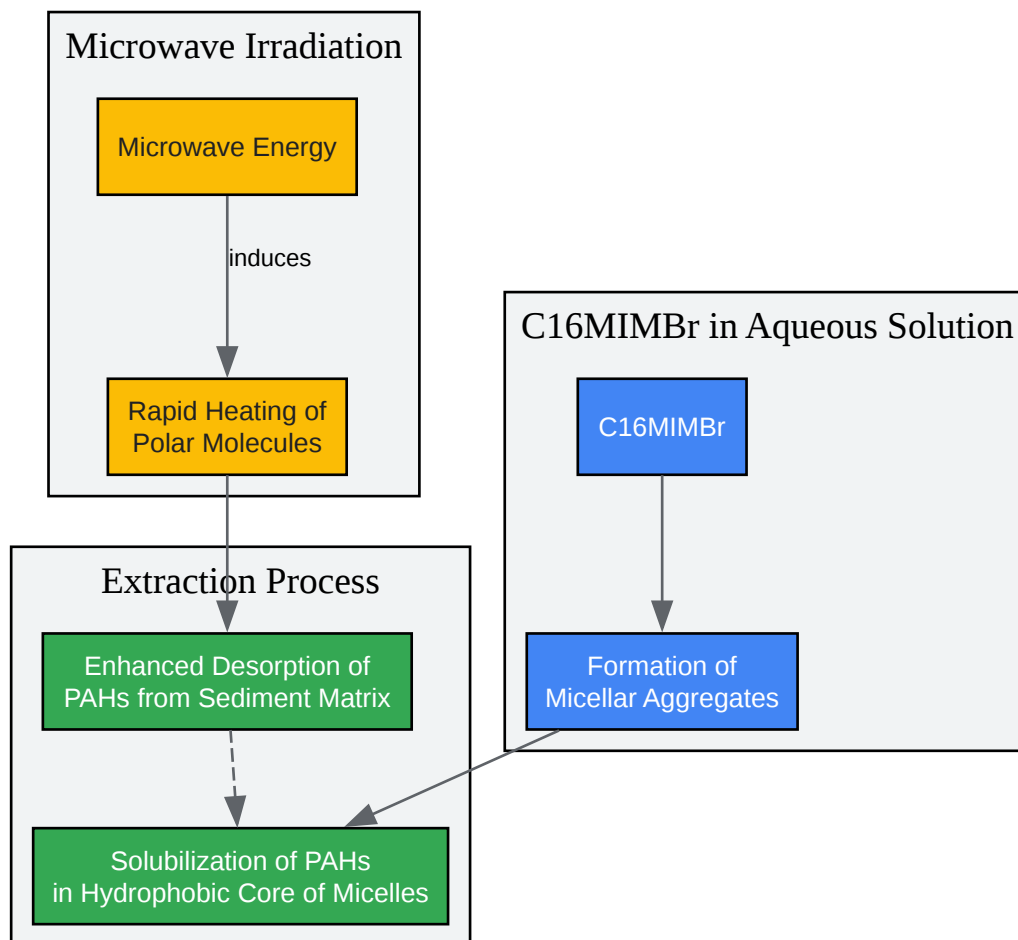 Microwave Irradiation
Microwave Energy
induces
Rapid Heating of
Polar Molecules
C16MIMBr in Aqueous Solution
C16MIMBr
Formation of
Micellar Aggregates
Extraction Process
Enhanced Desorption of
PAHs from Sediment Matrix
Solubilization of PAHs
in Hydrophobic Core of Micelles